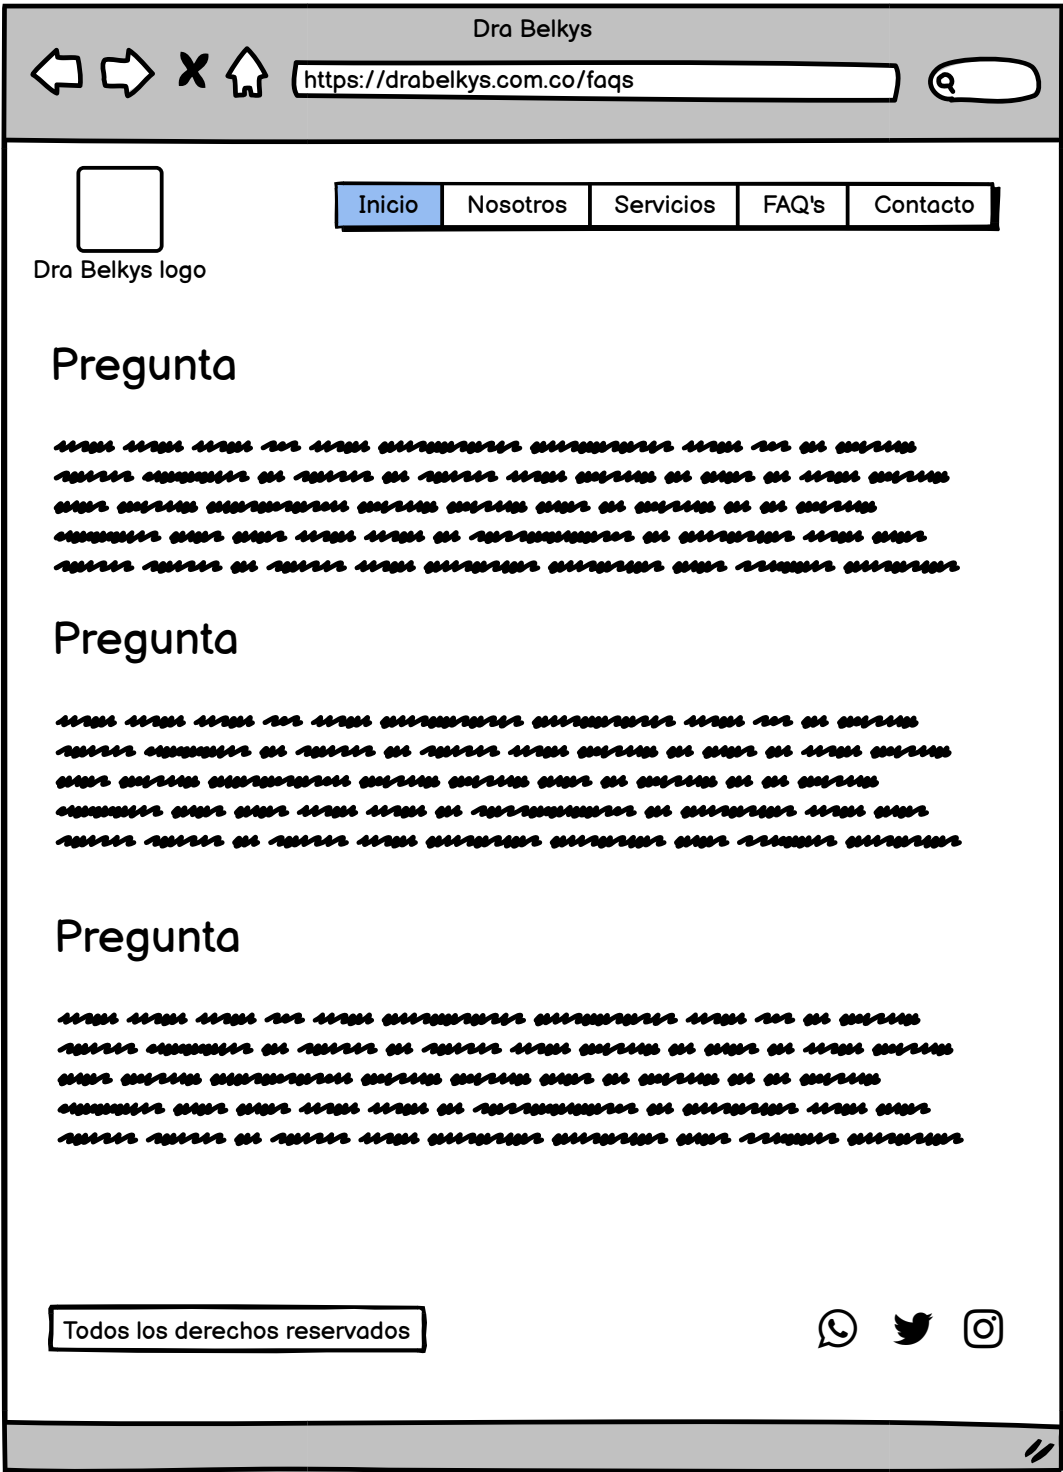 Dra Belkys
https://drabelkys.com.co/faqs
Inicio Nosotros Servicios FAQ's Contacto
Dra Belkys logo
Pregunta
Pregunta
Pregunta
Todos los derechos reservados